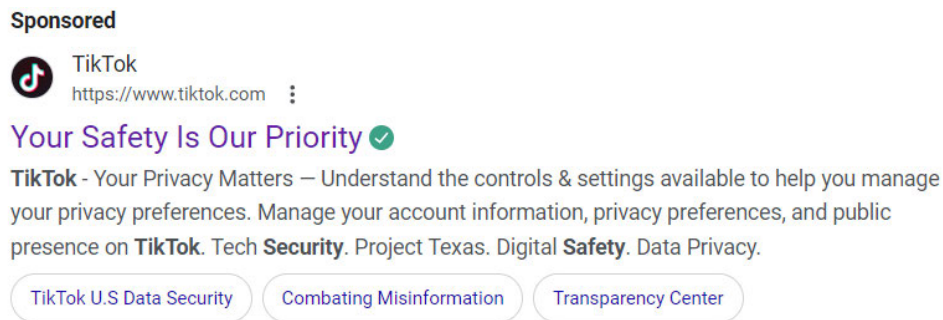 Sponsored
TikTok
https://www.tiktok.com
Your Safety Is Our Priority
TikTok - Your Privacy Matters — Understand the controls & settings available to help you manage
your privacy preferences. Manage your account information, privacy preferences, and public
presence on TikTok. Tech Security. Project Texas. Digital Safety. Data Privacy.
TikTok U.S Data Security
Combating Misinformation
Transparency Center